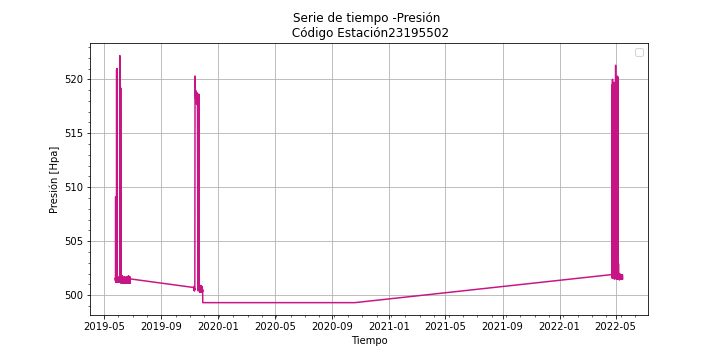 Serie de tiempo -Presión
Código Estación23195502
Presión [Hpa]
520
515
510
505
500
2019-05 2019-09 2020-01 2020-05 2020-09 2021-01 2021-05 2021-09 2022-01 2022-05
Tiempo